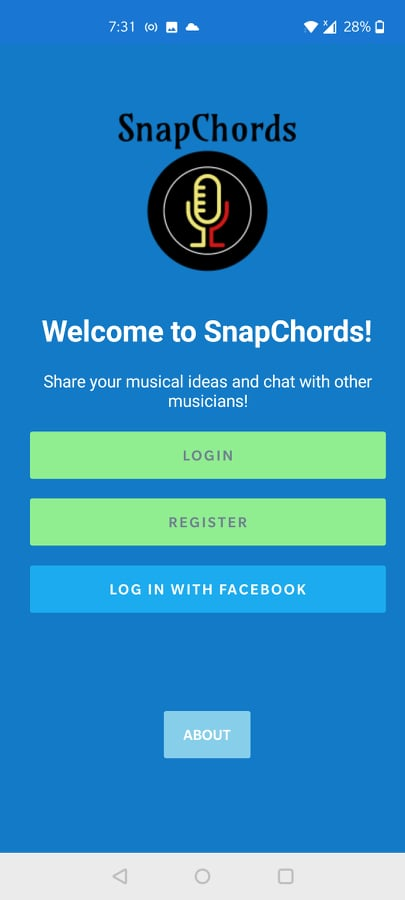 7:31
28%
SnapChords
Welcome to SnapChords!
Share your musical ideas and chat with other
musicians!
LOGIN
REGISTER
LOG IN WITH FACEBOOK
ABOUT